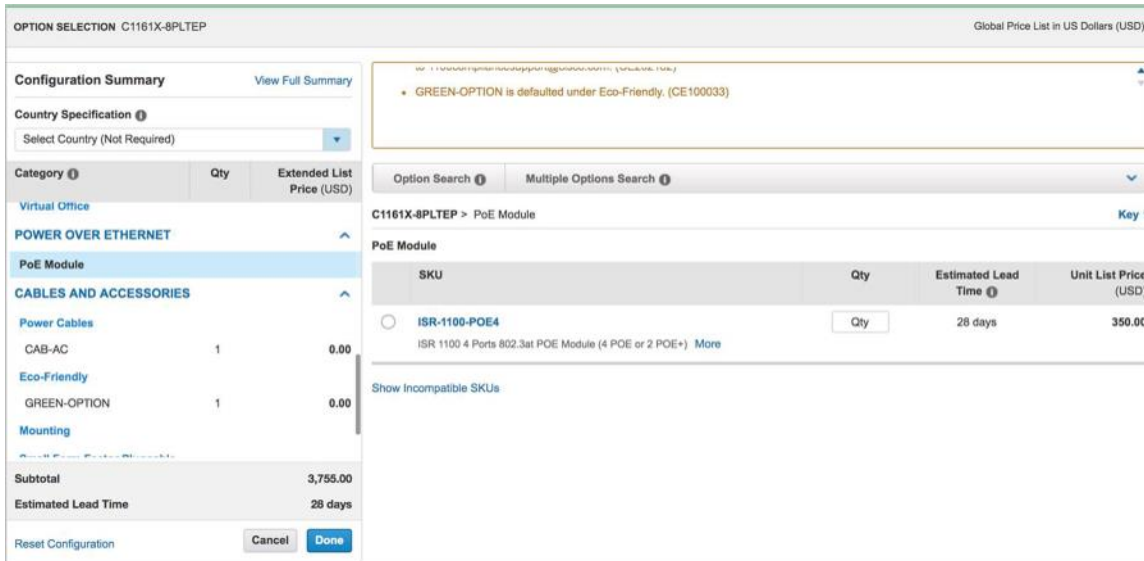 OPTION SELECTION C1161X-8PLTEP
Global Price List in US Dollars (USD)
Configuration Summary
View Full Summary
Country Specification
Select Country (Not Required)
Category
Qty
Extended List
Price (USD)
Virtual Office
POWER OVER ETHERNET
PoE Module
CABLES AND ACCESSORIES
Power Cables
CAB-AC 1 0.00
Eco-Friendly
GREEN-OPTION 1 0.00
Mounting
Subtotal 3,755.00
Estimated Lead Time 28 days
Reset Configuration
Cancel
Done
• GREEN-OPTION is defaulted under Eco-Friendly. (CE100033)
Option Search
Multiple Options Search
C1161X-8PLTEP > PoE Module
Key
PoE Module
SKU
Qty
Estimated Lead
Time
Unit List Price
(USD)
ISR-1100-POE4
Qty
28 days
350.00
ISR 1100 4 Ports 802.3at POE Module (4 POE or 2 POE+) More
Show Incompatible SKUs